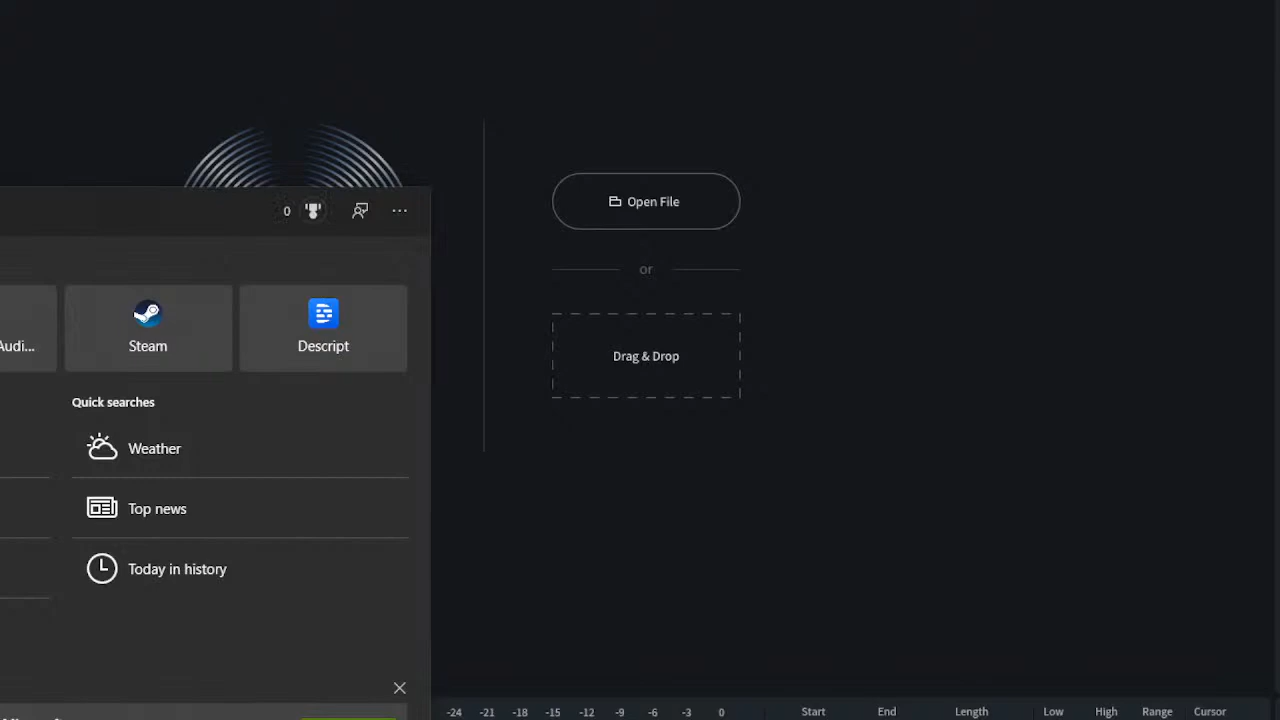 Open File
or
Drag & Drop
0
Audi...
Steam
Descript
Quick searches
Weather
Top news
Today in history
-24 -21 -18 -15 -12 -9 -6 -3 0 Start End Length Low High Range Cursor